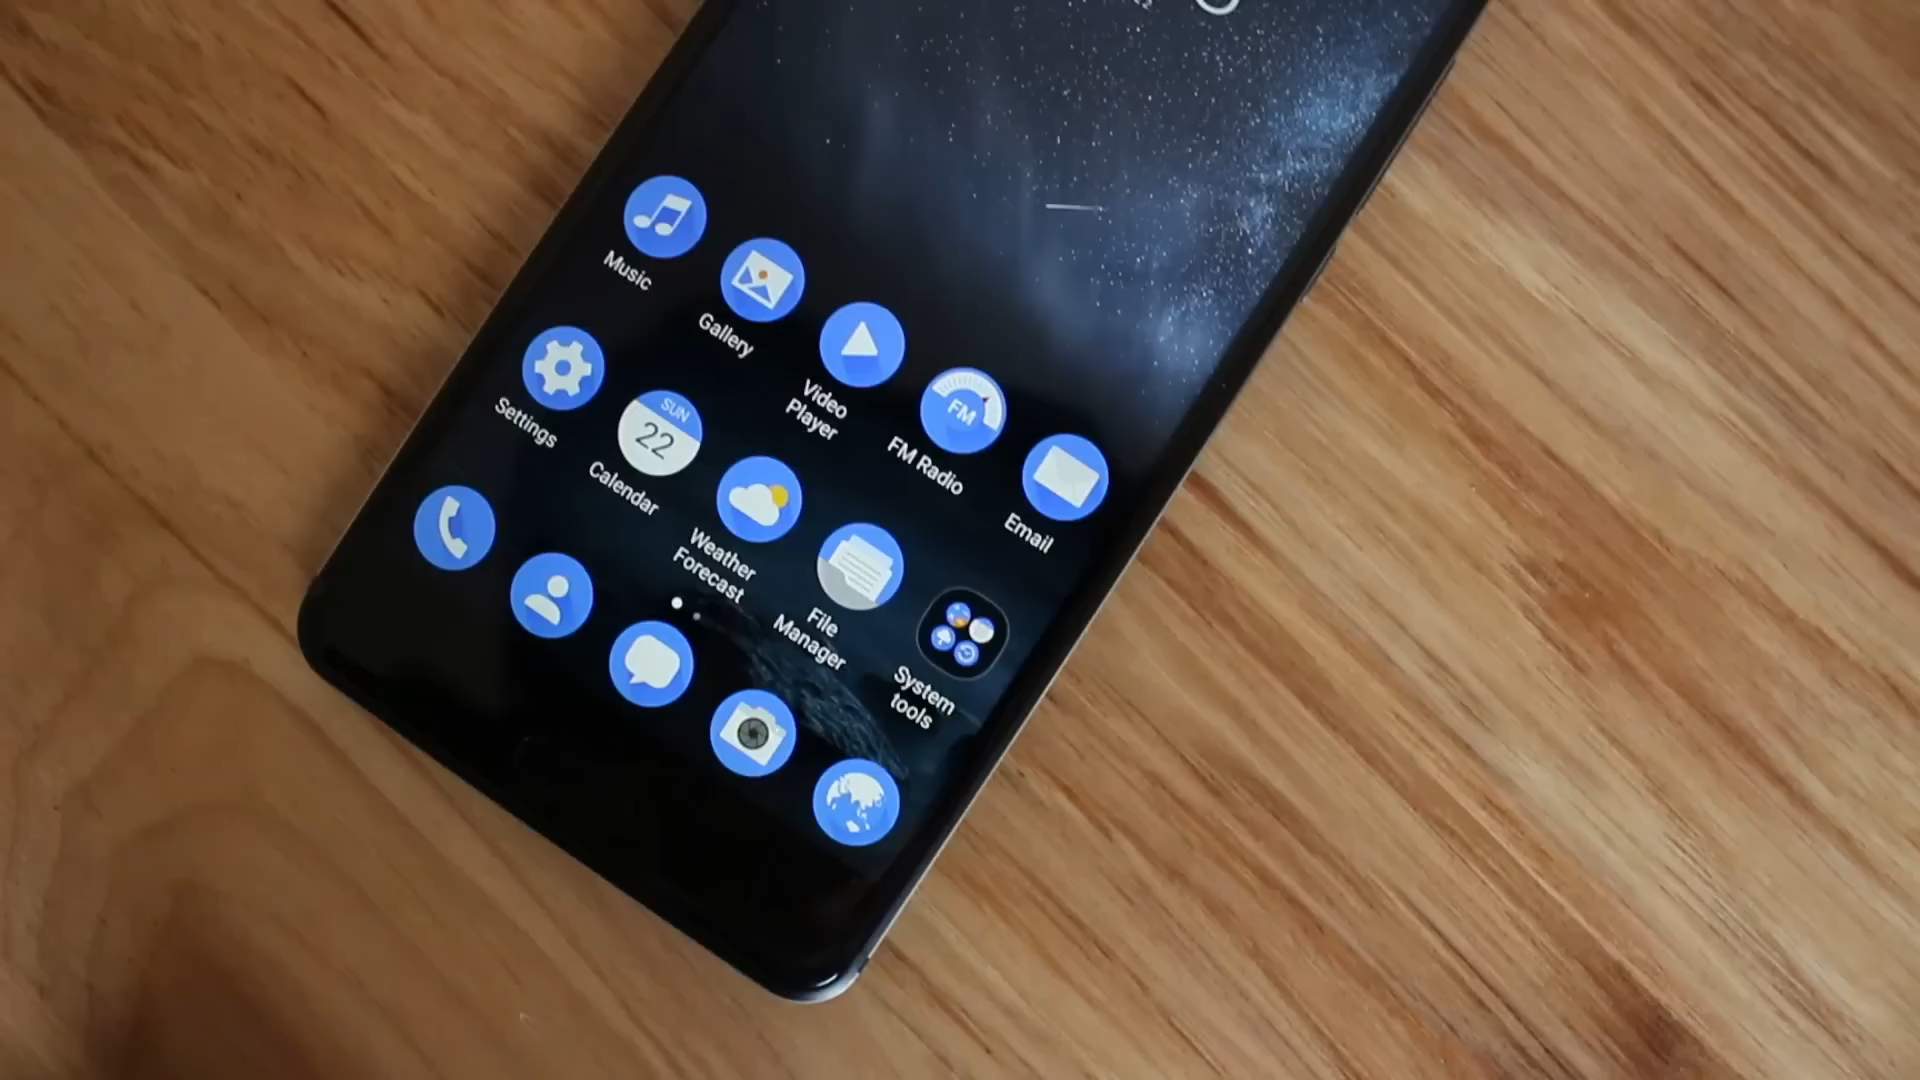 Music
Gallery
Video
Player
FM
FM Radio
Email
Settings
SUN
22
Calendar
Weather
Forecast
File
Manager
System
tools